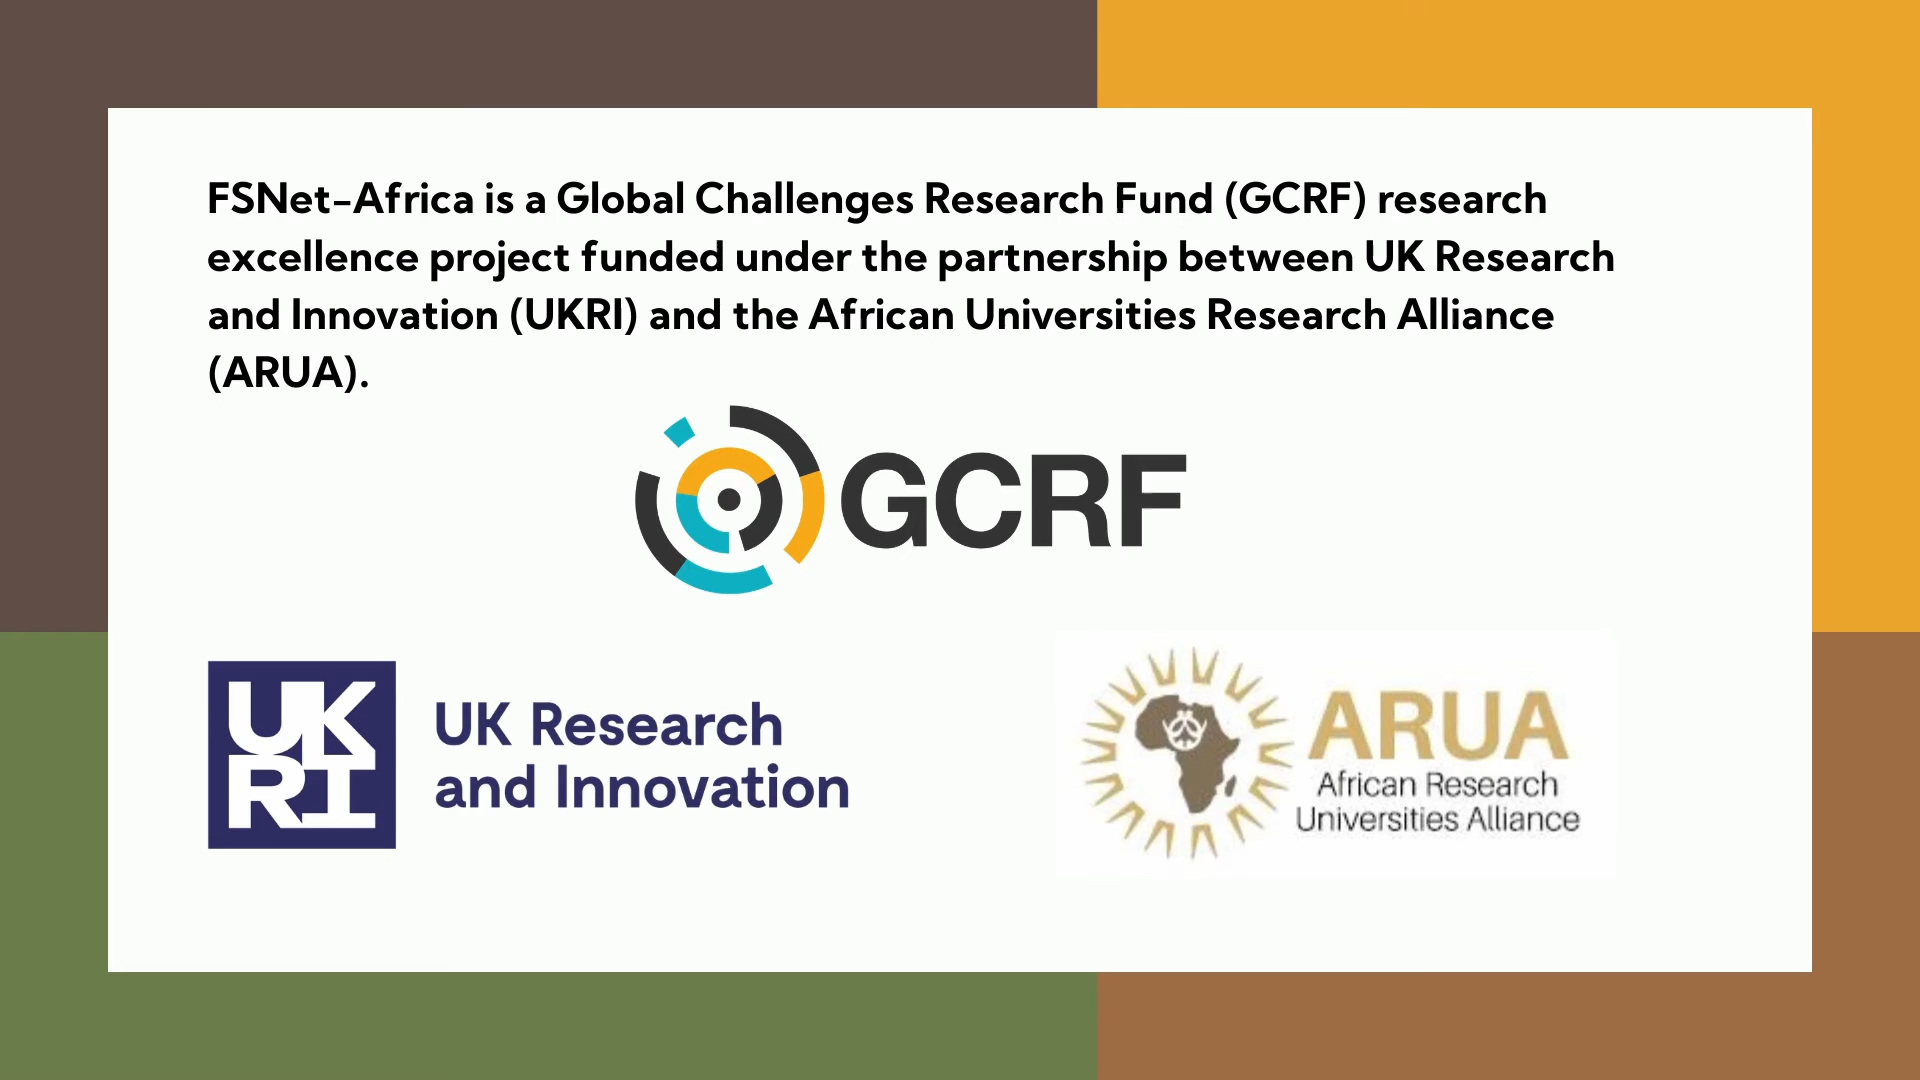 FSNet-Africa is a Global Challenges Research Fund (GCRF) research
excellence project funded under the partnership between UK Research
and Innovation (UKRI) and the African Universities Research Alliance
(ARUA).
GCRF
UK
RI
UK Research
and Innovation
ARUA
African Research
Universities Alliance